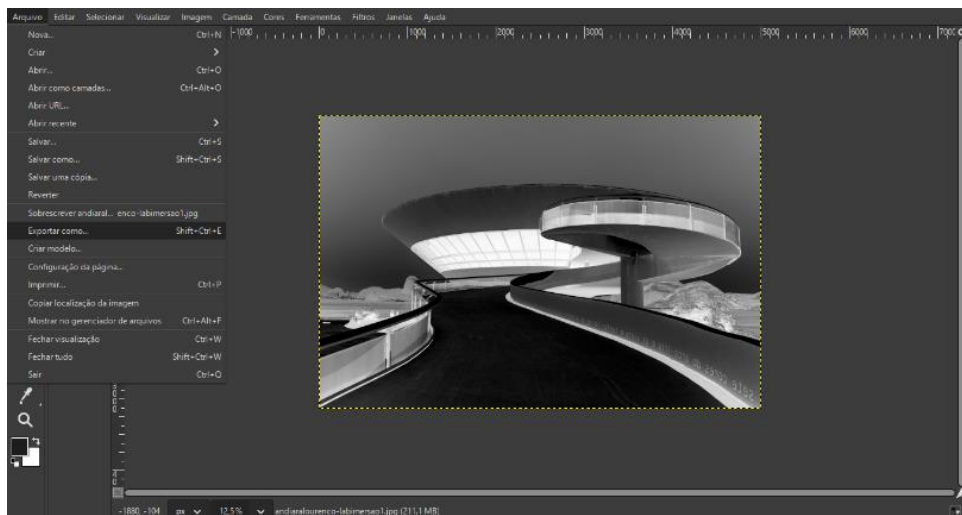 Arquivo Editar Selecionar Visualizar Imagem Camada Cores Ferramentas Filtros Janelas Ajuda
Nova... Ctrl+N
Criar
Abrir... Ctrl+O
Abrir como camadas... Ctrl+Alt+O
Abrir URL...
Abrir recente
Salvar... Ctrl+S
Salvar como... Shift+Ctrl+S
Salvar uma cópia...
Reverter
Sobrescrever andiaral... enco-labimersao1.jpg
Exportar como... Shift+Ctrl+E
Criar modelo...
Configuração da página...
Imprimir... Ctrl+P
Copiar localização da imagem
Mostrar no gerenciador de arquivos Ctrl+Alt+F
Fechar visualização Ctrl+W
Fechar tudo Shift+Ctrl+W
Sair Ctrl+Q
-1000 0 1000 2000 3000 4000 5000 6000 7000
-1880, -104 px 12,5% andiaralourenco-labimersao1.jpg (211,1 MB)